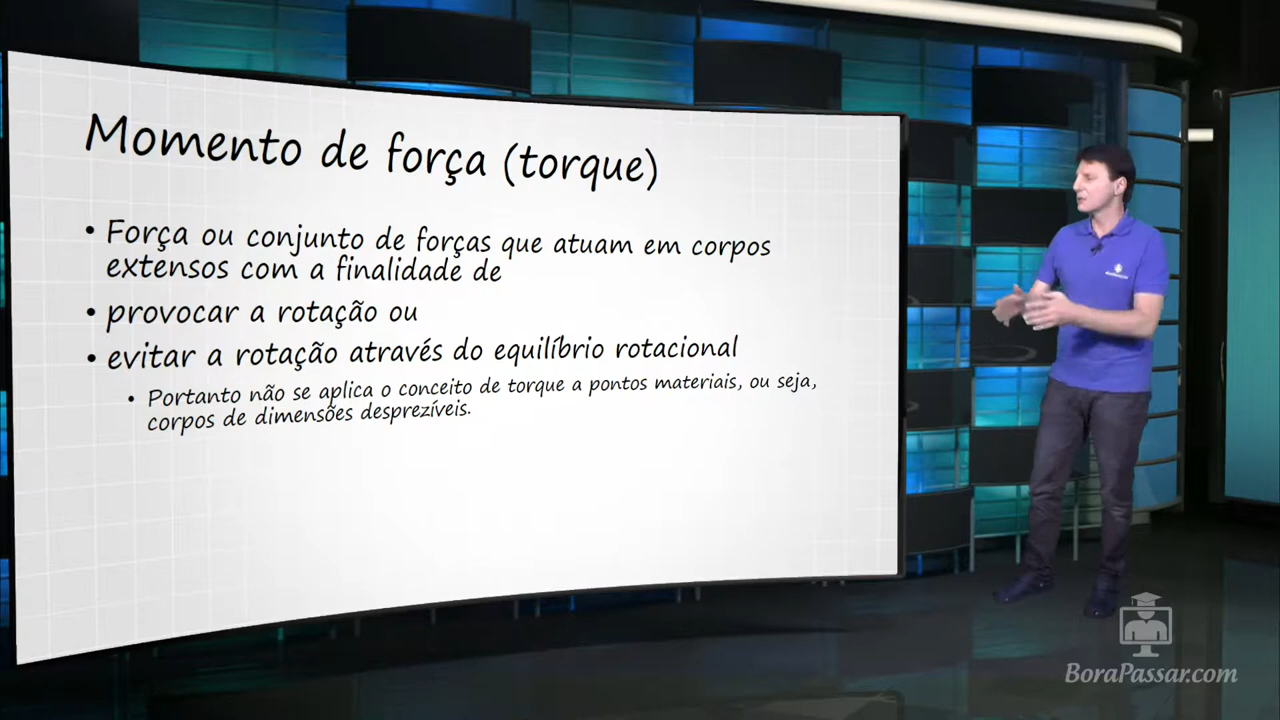 Momento de força (torque)
• Força ou conjunto de forças que atuam em corpos
extensos com a finalidade de
• provocar a rotação ou
• evitar a rotação através do equilíbrio rotacional
• Portanto não se aplica o conceito de torque a pontos materiais, ou seja,
corpos de dimensões desprezíveis.
BoraPassar.com